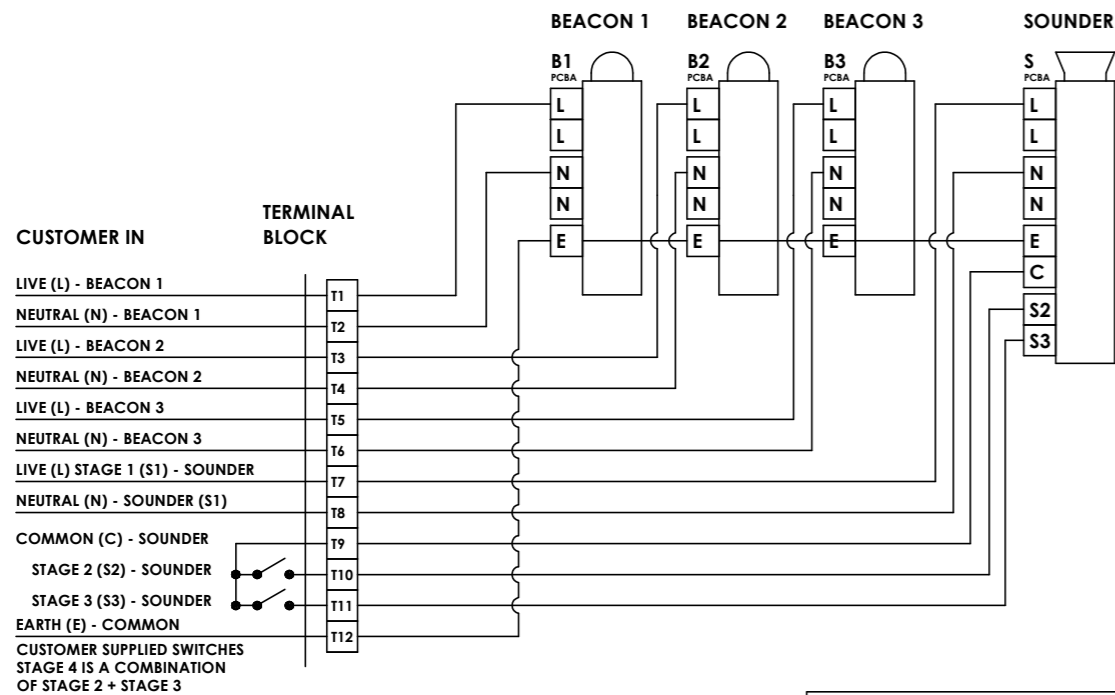 BEACON 1 BEACON 2 BEACON 3 SOUNDER
B1 B2 B3 S
PCBA PCBA PCBA PCBA
L L L L
L L L L
N N N N
N N N N
E E E E
C
S2
S3
CUSTOMER IN
TERMINAL
BLOCK
LIVE (L) - BEACON 1 T1
NEUTRAL (N) - BEACON 1 T2
LIVE (L) - BEACON 2 T3
NEUTRAL (N) - BEACON 2 T4
LIVE (L) - BEACON 3 T5
NEUTRAL (N) - BEACON 3 T6
LIVE (L) STAGE 1 (S1) - SOUNDER T7
NEUTRAL (N) - SOUNDER (S1) T8
COMMON (C) - SOUNDER T9
STAGE 2 (S2) - SOUNDER T10
STAGE 3 (S3) - SOUNDER T11
EARTH (E) - COMMON T12
CUSTOMER SUPPLIED SWITCHES
STAGE 4 IS A COMBINATION
OF STAGE 2 + STAGE 3